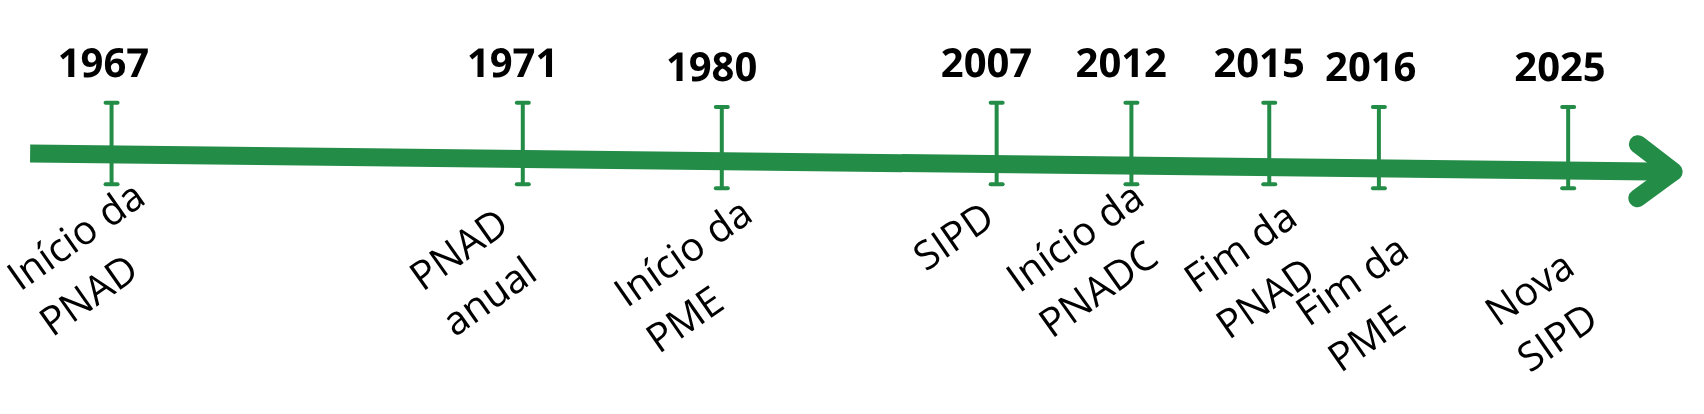 1967
1971
1980
2007
2012
2015
2016
2025
Início da
PNAD
PNAD
anual
Início da
PME
SIPD
Início da
PNADC
Fim da
PNAD
Fim da
PME
Nova
SIPD